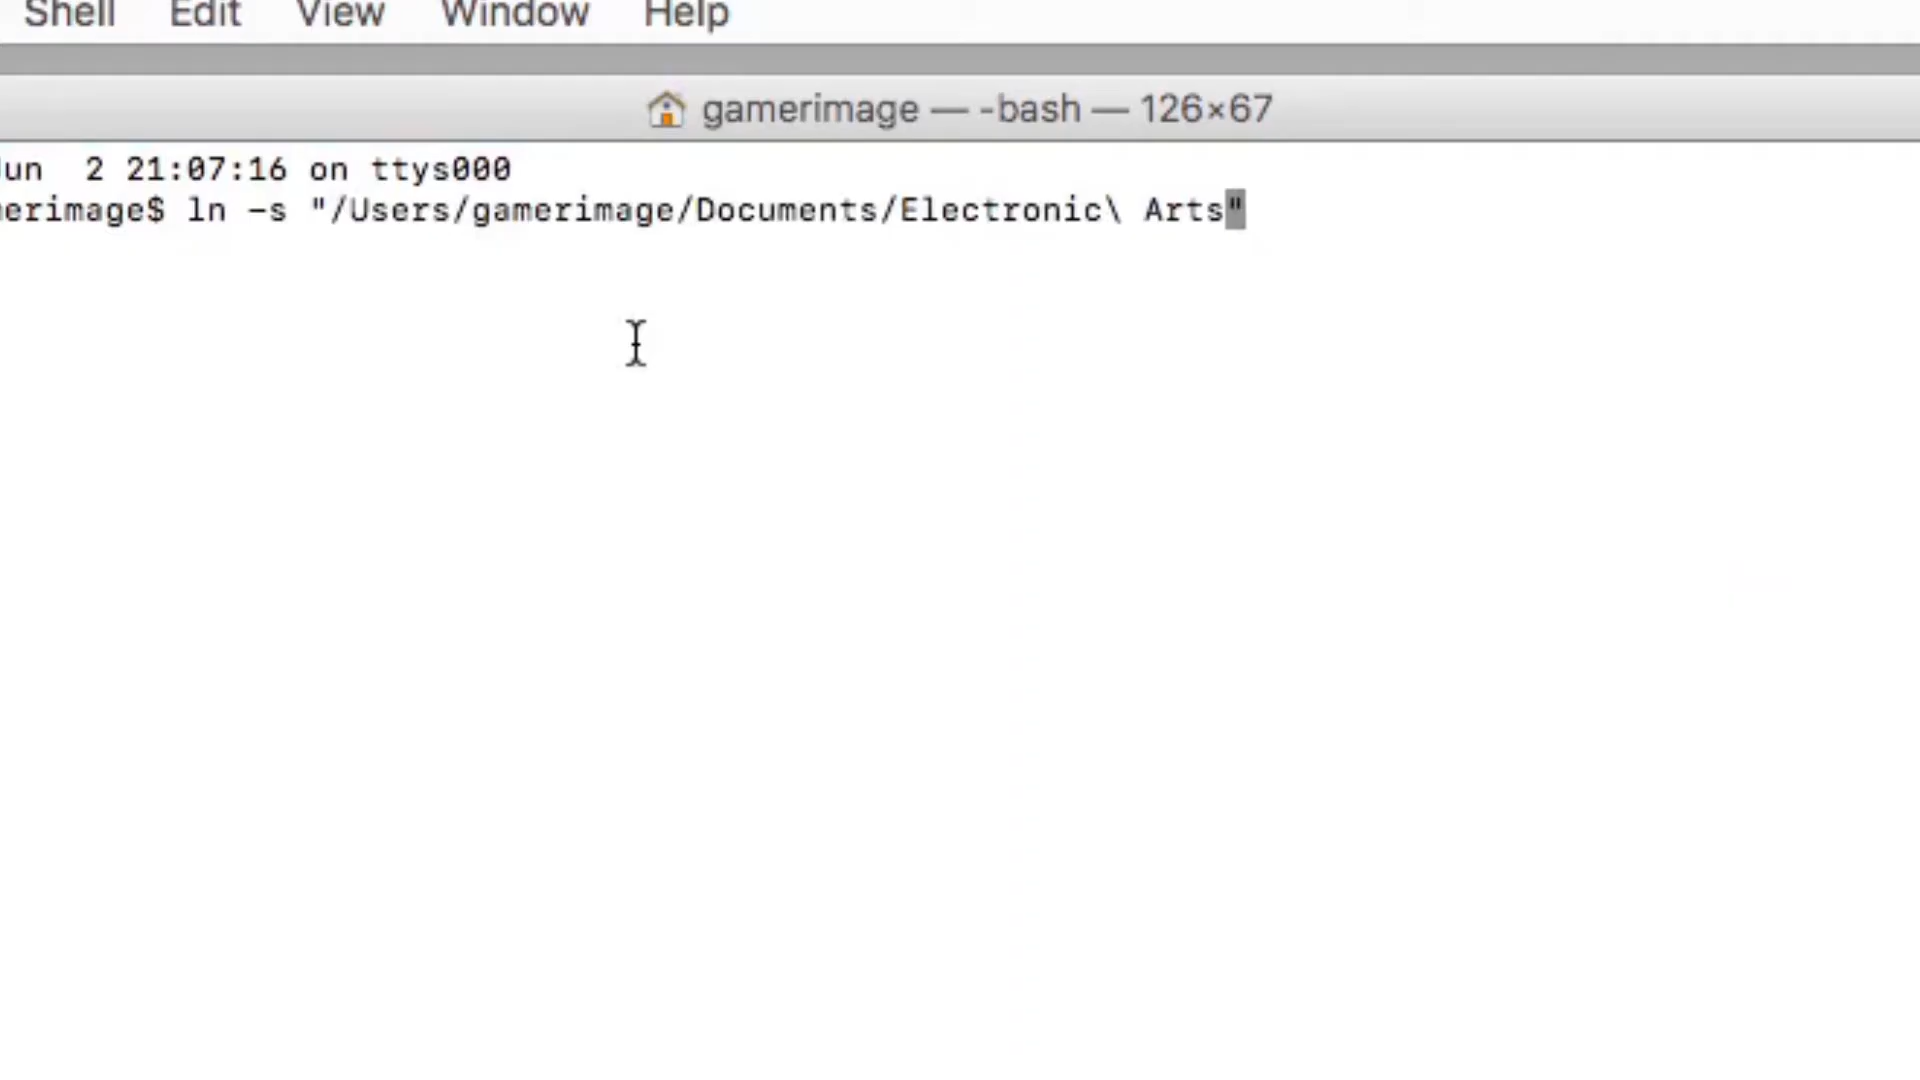 Shell Edit View Window Help
gamerimage — -bash — 126×67
un  2 21:07:16 on ttys000
erimage$ ln -s "/Users/gamerimage/Documents/Electronic\ Arts"